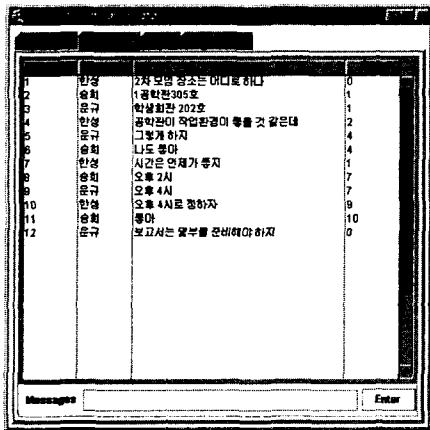 1 한성 2차 모임 장소는 어디로 하나 0
2 승희 1공학관305호 1
3 운규 학생회관 202호 1
4 한성 공학관이 작업환경이 좋을 것 같은데 2
5 운규 그렇게 하지 4
6 승희 나도 좋아 4
7 한성 시간은 언제가 좋지 1
8 승희 오후 2시 7
9 운규 오후 4시 7
10 한성 오후 4시로 정하자 9
11 승희 좋아 10
12 운규 보고서는 몇부를 준비해야 하지 0
Messages Enter